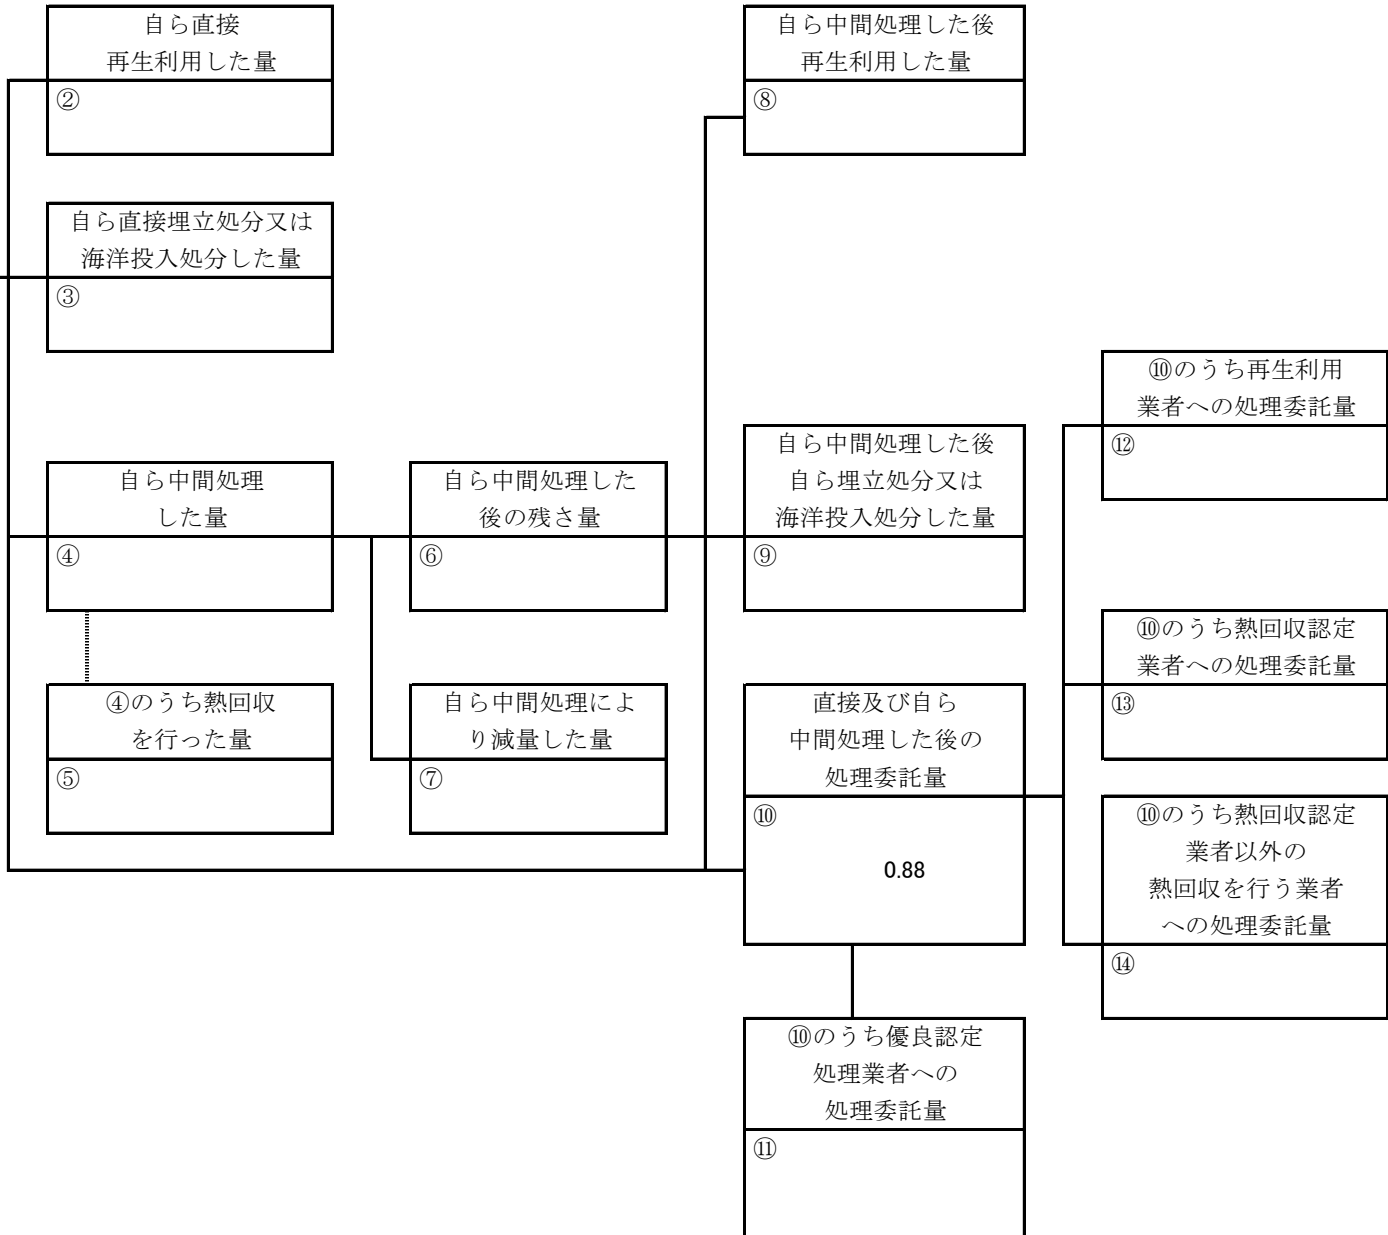 自ら直接
再生利用した量
②
自ら中間処理した後
再生利用した量
⑧
自ら直接埋立処分又は
海洋投入処分した量
③
⑩のうち再生利用
業者への処理委託量
⑫
自ら中間処理
した量
④
自ら中間処理した
後の残さ量
⑥
自ら中間処理した後
自ら埋立処分又は
海洋投入処分した量
⑨
⑩のうち熱回収認定
業者への処理委託量
⑬
④のうち熱回収
を行った量
⑤
自ら中間処理によ
り減量した量
⑦
直接及び自ら
中間処理した後の
処理委託量
⑩
0.88
⑩のうち熱回収認定
業者以外の
熱回収を行う業者
への処理委託量
⑭
⑩のうち優良認定
処理業者への
処理委託量
⑪